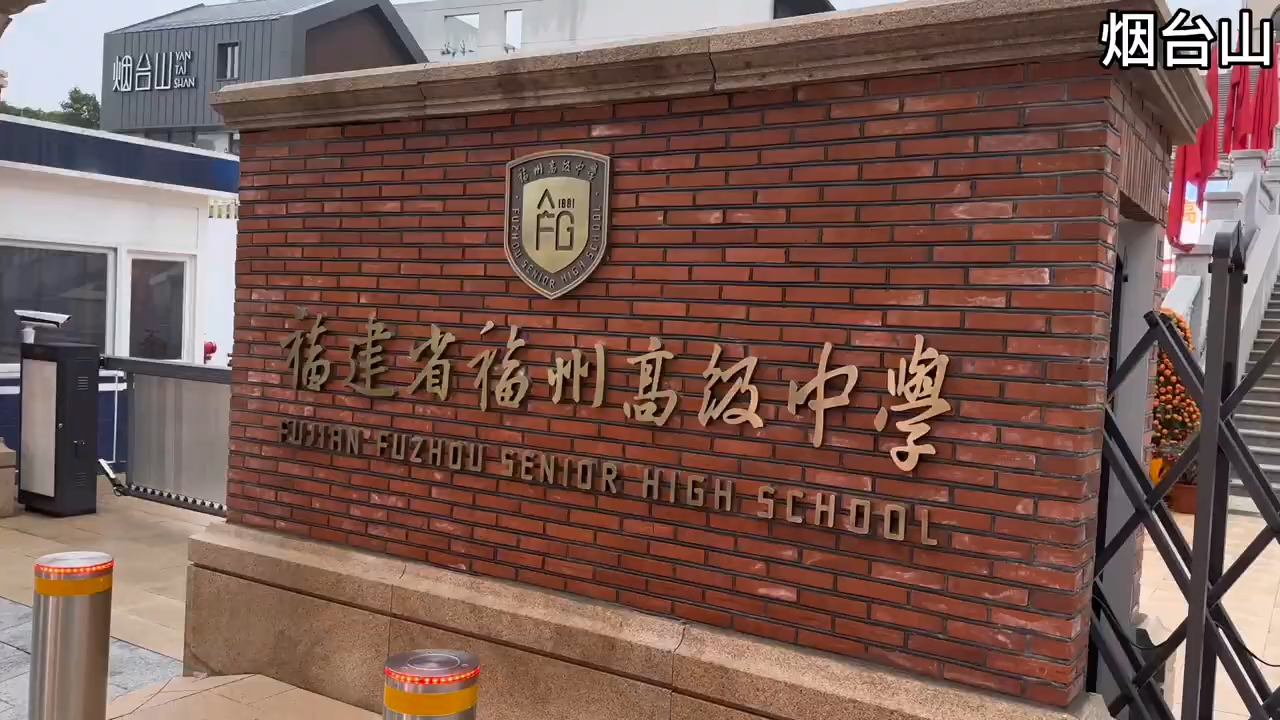 烟台山
烟台山
YAN
TAI
SHAN
福州高级中学
1881
AFG
FUZHOU SENIOR HIGH SCHOOL
福建省福州高级中學
FUJIAN FUZHOU SENIOR HIGH SCHOOL